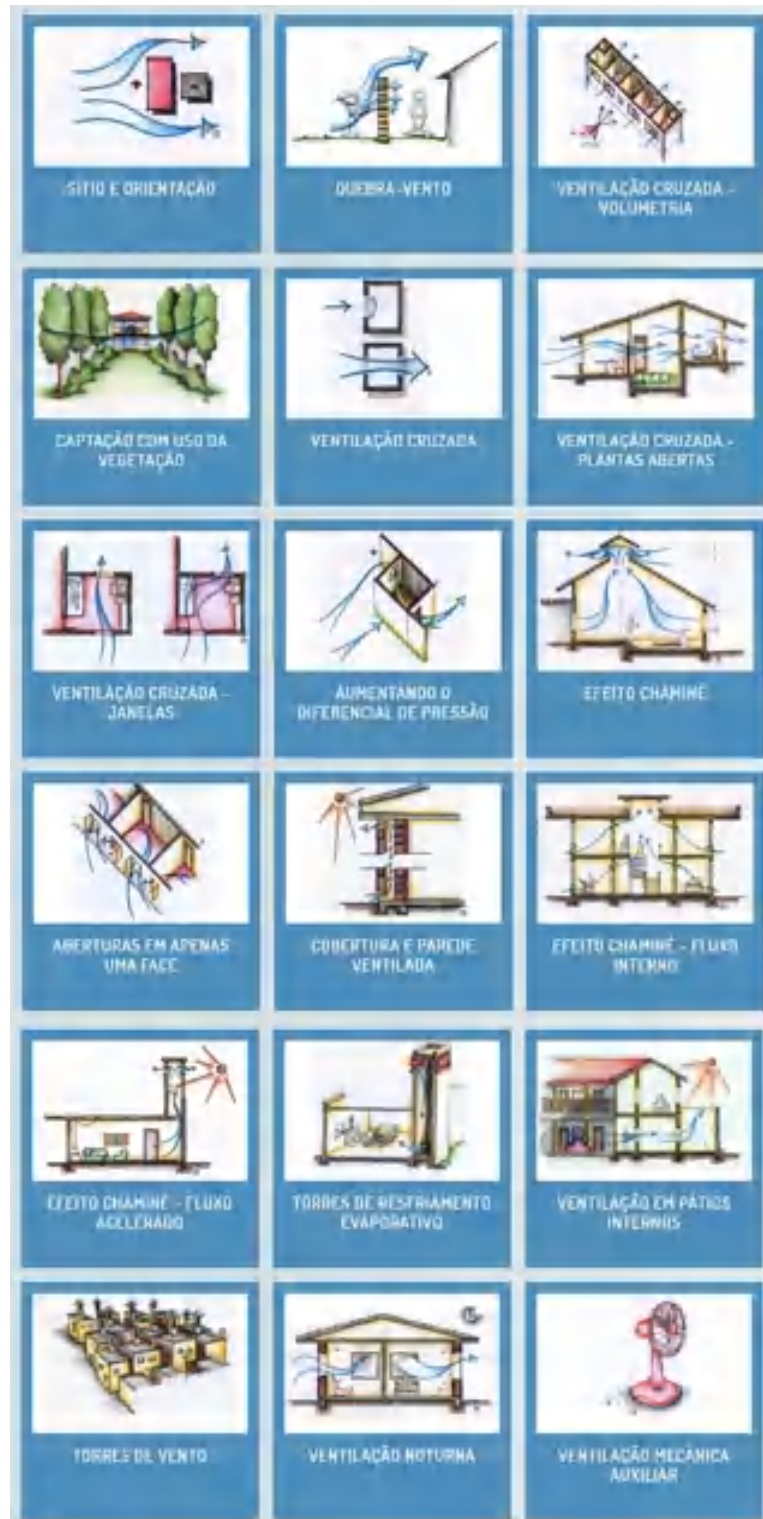 SÍTIO E ORIENTAÇÃO
QUEBRA-VENTO
VENTILAÇÃO CRUZADA -
VOLUMETRIA
CAPTAÇÃO COM USO DA
VEGETAÇÃO
VENTILAÇÃO CRUZADA
VENTILAÇÃO CRUZADA -
PLANTAS ABERTAS
VENTILAÇÃO CRUZADA -
JANELAS
AUMENTANDO O
DIFERENCIAL DE PRESSÃO
EFEITO CHAMINÉ
ABERTURAS EM APENAS
UMA FACE
COBERTURA E PAREDE
VENTILADA
EFEITO CHAMINÉ - FLUXO
INTERNO
EFEITO CHAMINÉ - FLUXO
ACELERADO
TORRES DE RESFRIAMENTO
EVAPORATIVO
VENTILAÇÃO EM PÁTIOS
INTERNOS
TORRES DE VENTO
VENTILAÇÃO NOTURNA
VENTILAÇÃO MECÂNICA
AUXILIAR